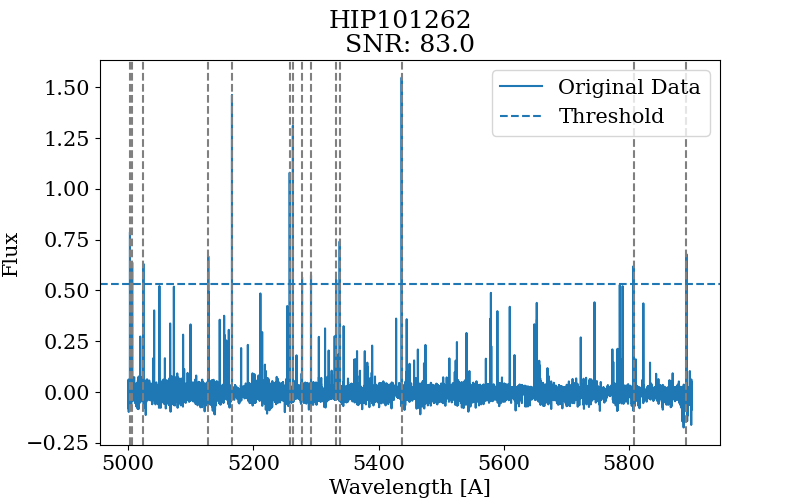 HIP101262
SNR: 83.0
Original Data
Threshold
1.50
1.25
1.00
0.75
0.50
0.25
0.00
−0.25
Flux
5000 5200 5400 5600 5800
Wavelength [A]